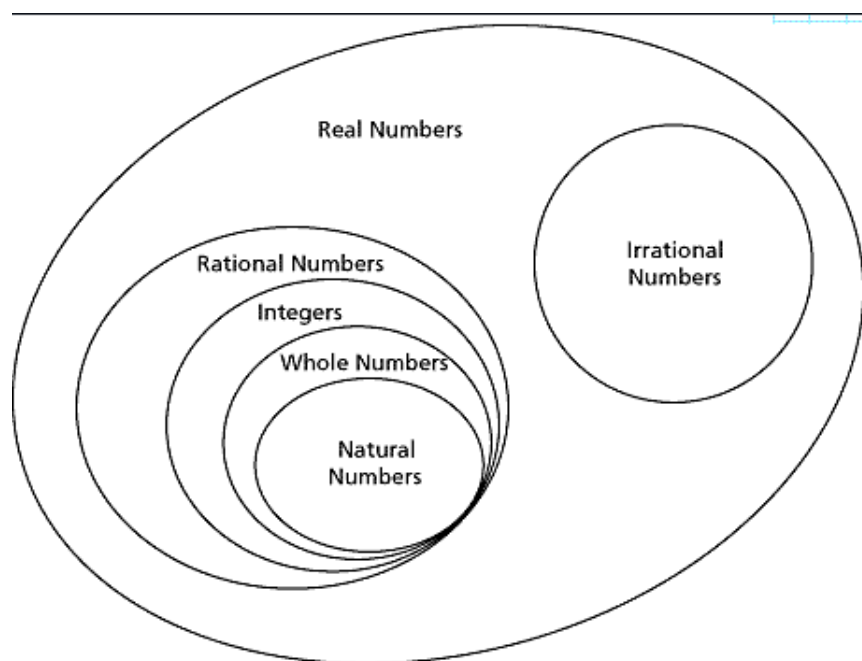 Real Numbers
Irrational
Numbers
Rational Numbers
Integers
Whole Numbers
Natural
Numbers